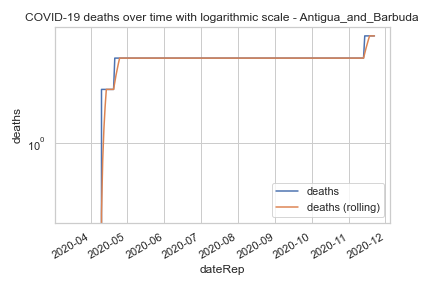 COVID-19 deaths over time with logarithmic scale - Antigua_and_Barbuda
deaths
10⁰
deaths
deaths (rolling)
2020-04
2020-05
2020-06
2020-07
2020-08
2020-09
2020-10
2020-11
2020-12
dateRep